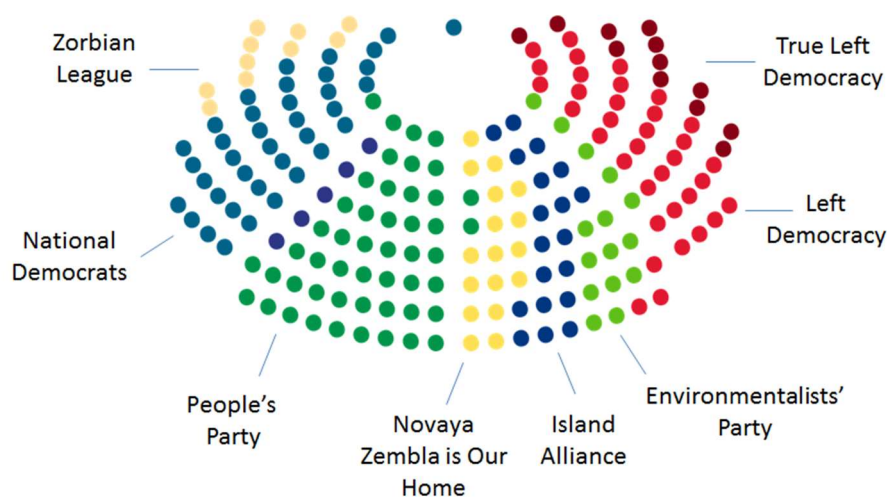 Zorbian
League
True Left
Democracy
National
Democrats
Left
Democracy
People's
Party
Novaya
Zembla is Our
Home
Island
Alliance
Environmentalists'
Party